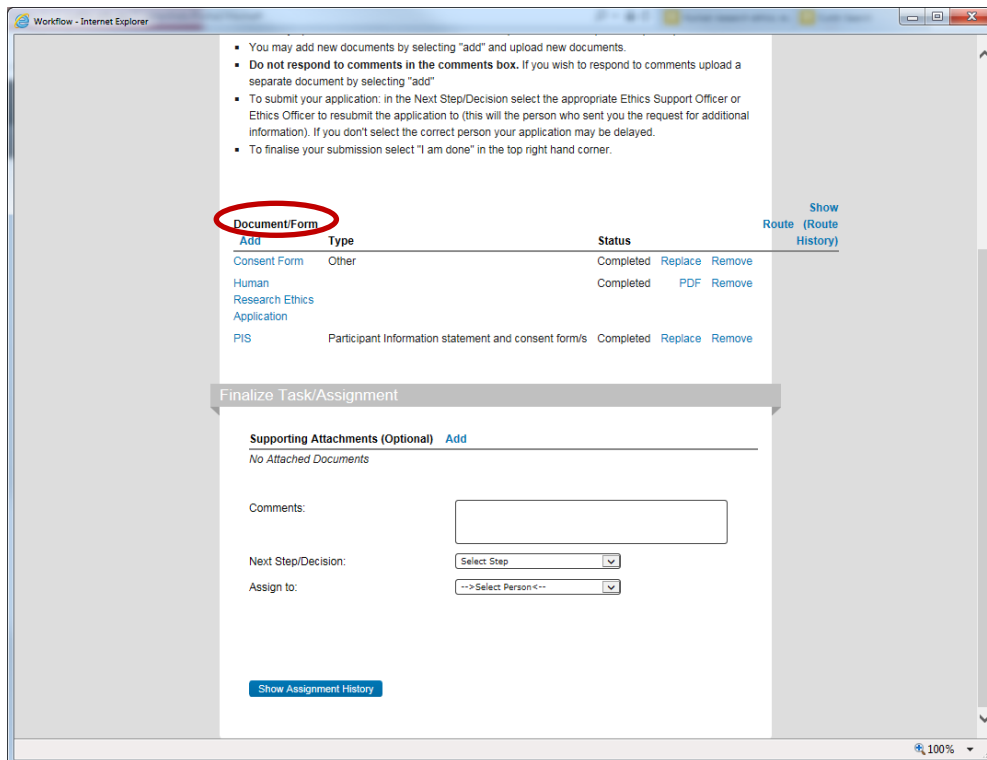 Workflow - Internet Explorer
▪ You may add new documents by selecting "add" and upload new documents.
▪ Do not respond to comments in the comments box. If you wish to respond to comments upload a
separate document by selecting "add"
▪ To submit your application: in the Next Step/Decision select the appropriate Ethics Support Officer or
Ethics Officer to resubmit the application to (this will the person who sent you the request for additional
information). If you don't select the correct person your application may be delayed.
▪ To finalise your submission select "I am done" in the top right hand corner.
Show
Document/Form Route (Route
Add Type Status History)
Consent Form Other Completed Replace Remove
Human Completed PDF Remove
Research Ethics
Application
PIS Participant Information statement and consent form/s Completed Replace Remove
Finalize Task/Assignment
Supporting Attachments (Optional) Add
No Attached Documents
Comments:
Next Step/Decision: Select Step
Assign to: -->Select Person<--
Show Assignment History
100%